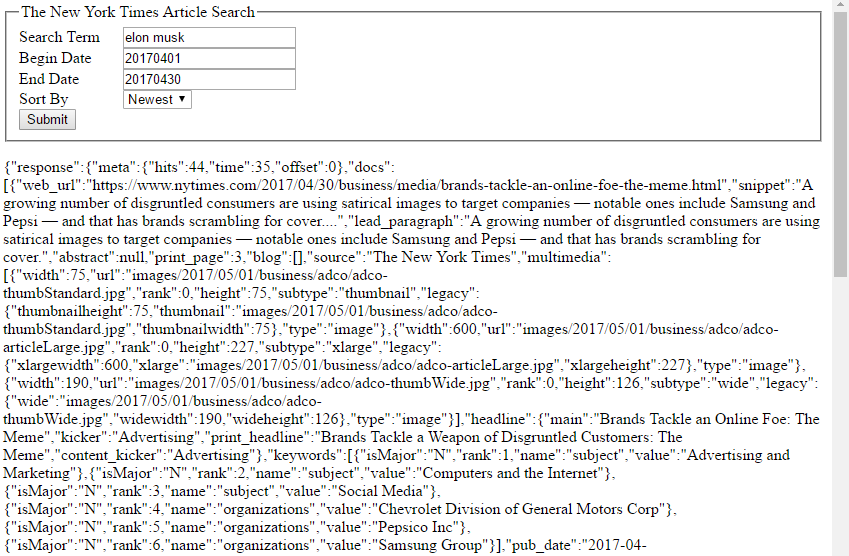 The New York Times Article Search
Search Term elon musk
Begin Date 20170401
End Date 20170430
Sort By Newest
Submit
{"response":{"meta":{"hits":44,"time":35,"offset":0},"docs":
[{"web_url":"https://www.nytimes.com/2017/04/30/business/media/brands-tackle-an-online-foe-the-meme.html","snippet":"A
growing number of disgruntled consumers are using satirical images to target companies — notable ones include Samsung and
Pepsi — and that has brands scrambling for cover....","lead_paragraph":"A growing number of disgruntled consumers are using
satirical images to target companies — notable ones include Samsung and Pepsi — and that has brands scrambling for
cover.","abstract":null,"print_page":3,"blog":[],"source":"The New York Times","multimedia":
[{"width":75,"url":"images/2017/05/01/business/adco/adco-
thumbStandard.jpg","rank":0,"height":75,"subtype":"thumbnail","legacy":
{"thumbnailheight":75,"thumbnail":"images/2017/05/01/business/adco/adco-
thumbStandard.jpg","thumbnailwidth":75},"type":"image"},{"width":600,"url":"images/2017/05/01/business/adco/adco-
articleLarge.jpg","rank":0,"height":227,"subtype":"xlarge","legacy":
{"xlargewidth":600,"xlarge":"images/2017/05/01/business/adco/adco-articleLarge.jpg","xlargeheight":227},"type":"image"},
{"width":190,"url":"images/2017/05/01/business/adco/adco-thumbWide.jpg","rank":0,"height":126,"subtype":"wide","legacy":
{"wide":"images/2017/05/01/business/adco/adco-
thumbWide.jpg","widewidth":190,"wideheight":126},"type":"image"}],"headline":{"main":"Brands Tackle an Online Foe: The
Meme","kicker":"Advertising","print_headline":"Brands Tackle a Weapon of Disgruntled Customers: The
Meme","content_kicker":"Advertising"},"keywords":[{"isMajor":"N","rank":1,"name":"subject","value":"Advertising and
Marketing"},{"isMajor":"N","rank":2,"name":"subject","value":"Computers and the Internet"},
{"isMajor":"N","rank":3,"name":"subject","value":"Social Media"},
{"isMajor":"N","rank":4,"name":"organizations","value":"Chevrolet Division of General Motors Corp"},
{"isMajor":"N","rank":5,"name":"organizations","value":"Pepsico Inc"},
{"isMajor":"N","rank":6,"name":"organizations","value":"Samsung Group"}],"pub_date":"2017-04-